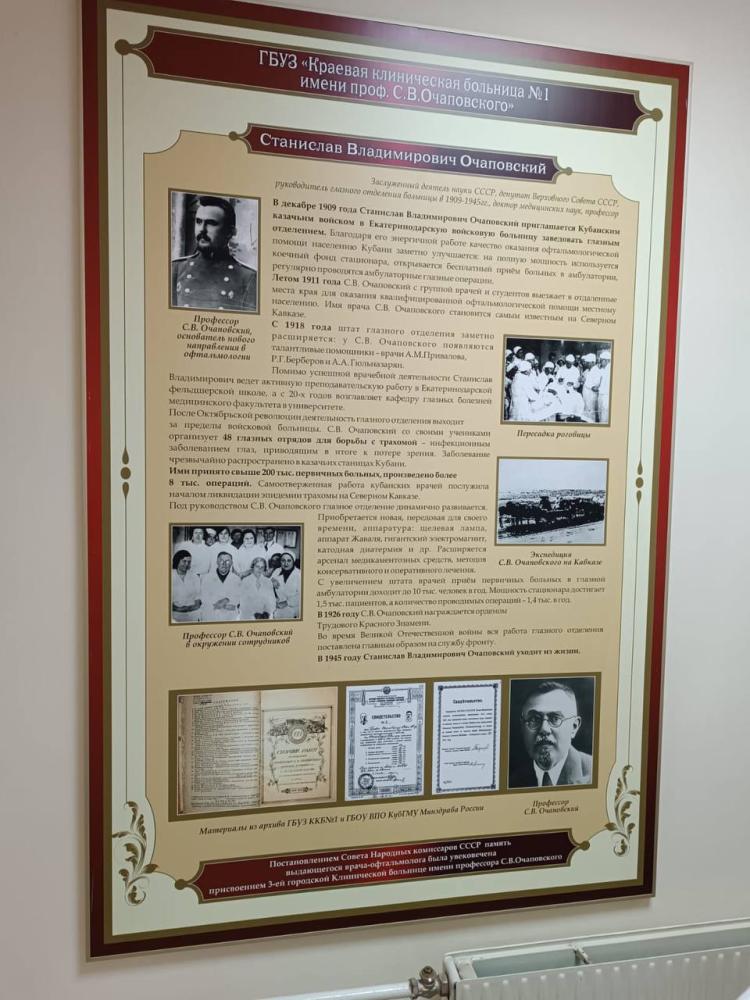 ГБУЗ «Краевая клиническая больница №1
имени проф. С.В.Очаповского»
Станислав Владимирович Очаповский
Заслуженный деятель науки СССР, депутат Верховного Совета СССР,
руководитель глазного отделения больницы в 1909-1945гг., доктор медицинских наук, профессор
В декабре 1909 года Станислав Владимирович Очаповский приглашается Кубанским
казачьим войском в Екатеринодарскую войсковую больницу заведовать глазным
отделением. Благодаря его энергичной работе качество оказания офтальмологической
помощи населению Кубани заметно улучшается: на полную мощность используется
коечный фонд стационара, открывается бесплатный приём больных в амбулатории,
регулярно проводятся амбулаторные глазные операции.
Летом 1911 года С.В. Очаповский с группой врачей и студентов выезжает в отдаленные
места края для оказания квалифицированной офтальмологической помощи местному
населению. Имя врача С.В. Очаповского становится самым известным на Северном
Кавказе.
Профессор
С.В. Очаповский,
основатель нового
направления в
офтальмологии
С 1918 года штат глазного отделения заметно
расширяется: у С.В. Очаповского появляются
талантливые помощники – врачи А.М.Привалова,
Р.Г.Берберов и А.А. Гюльназарян.
Помимо успешной врачебной деятельности Станислав
Владимирович ведет активную преподавательскую работу в Екатеринодарской
фельдшерской школе, а с 20-х годов возглавляет кафедру глазных болезней
медицинского факультета в университете.
После Октябрьской революции деятельность глазного отделения выходит
за пределы войсковой больницы. С.В. Очаповский со своими учениками
организует 48 глазных отрядов для борьбы с трахомой – инфекционным
заболеванием глаз, приводящим в итоге к потере зрения. Заболевание
чрезвычайно распространено в казачьих станицах Кубани.
Ими принято свыше 200 тыс. первичных больных, произведено более
8 тыс. операций. Самоотверженная работа кубанских врачей послужила
началом ликвидации эпидемии трахомы на Северном Кавказе.
Под руководством С.В. Очаповского глазное отделение динамично развивается.
Пересадка роговицы
Экспедиция
С.В. Очаповского на Кавказе
Приобретается новая, передовая для своего
времени, аппаратура: щелевая лампа,
аппарат Жаваля, гигантский электромагнит,
катодная диатермия и др. Расширяется
арсенал медикаментозных средств, методов
консервативного и оперативного лечения.
С увеличением штата врачей приём первичных больных в глазной
амбулатории доходит до 10 тыс. человек в год. Мощность стационара достигает
1,5 тыс. пациентов, а количество проводимых операций – 1,4 тыс. в год.
В 1926 году С.В. Очаповский награждается орденом
Трудового Красного Знамени.
Во время Великой Отечественной войны вся работа глазного отделения
поставлена главным образом на службу фронту.
В 1945 году Станислав Владимирович Очаповский уходит из жизни.
Профессор С.В. Очаповский
в окружении сотрудников
СБОРНИК РАБОТ
СВИДЕТЕЛЬСТВО
Свидетельство
Профессор
С.В. Очаповский
Материалы из архива ГБУЗ ККБ№1 и ГБОУ ВПО КубГМУ Минздрава России
Постановлением Совета Народных комиссаров СССР память
выдающегося врача-офтальмолога была увековечена
присвоением 3-ей городской Клинической больнице имени профессора С.В.Очаповского